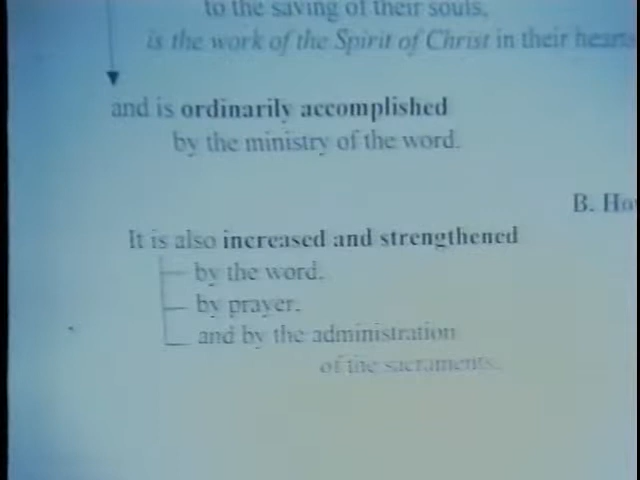 to the saving of their souls,
is the work of the Spirit of Christ in their hearts
and is ordinarily accomplished
by the ministry of the word.
B. Ho
It is also increased and strengthened
by the word,
by prayer,
and by the administration
of the sacraments.